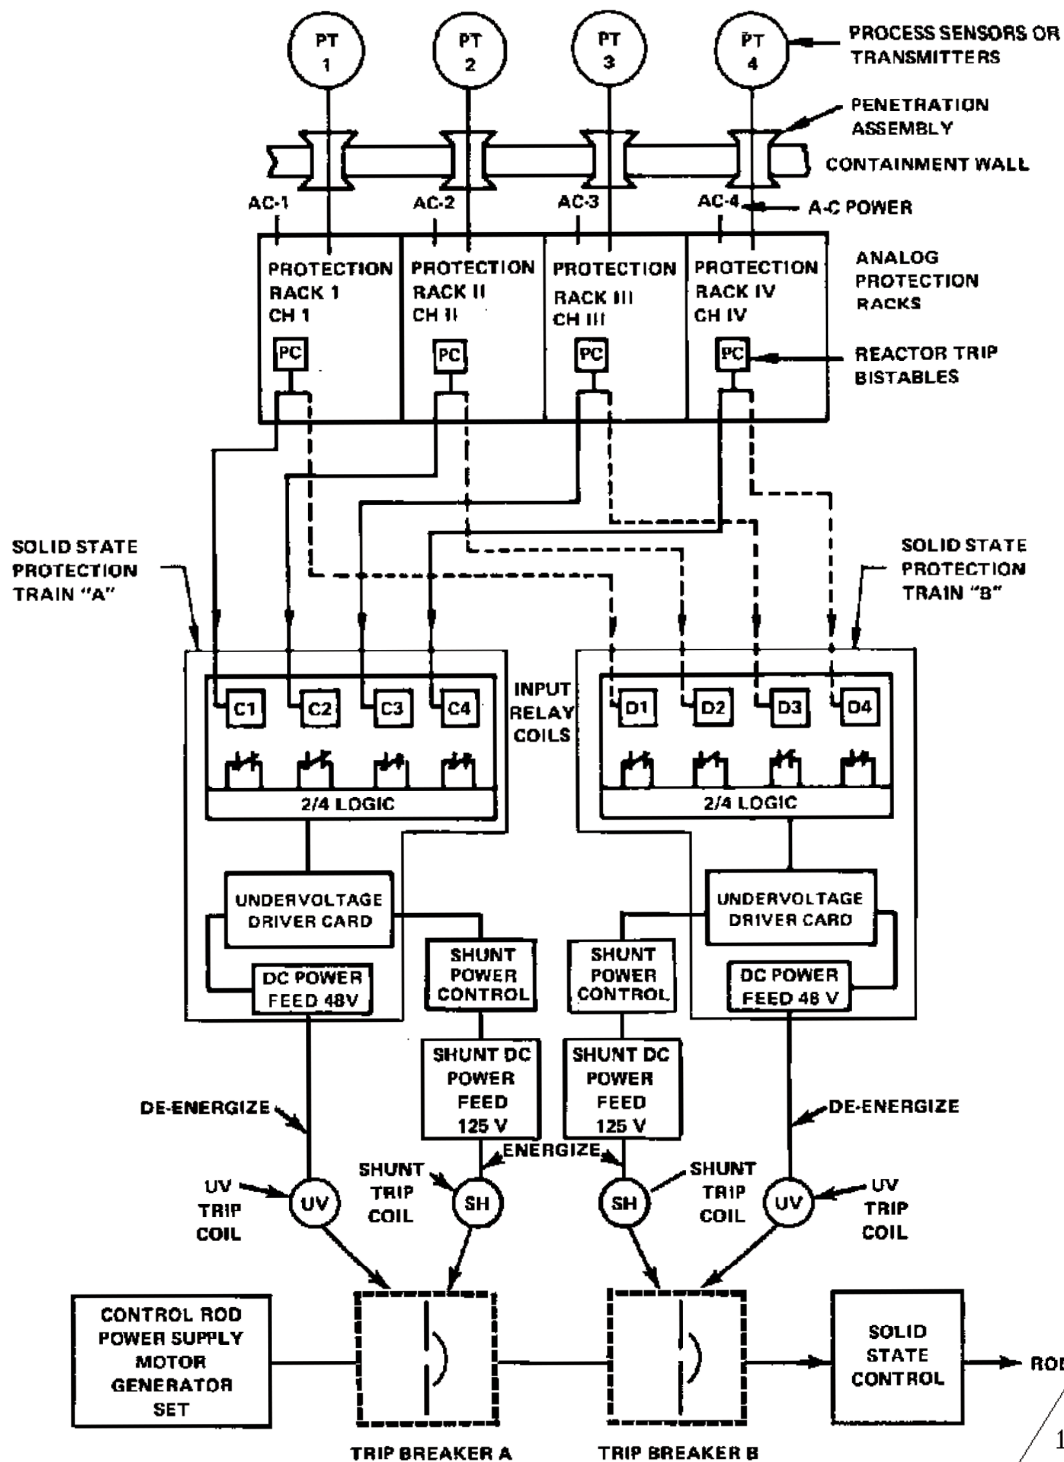 PT 1
PT 2
PT 3
PT 4
PROCESS SENSORS OR
TRANSMITTERS
PENETRATION
ASSEMBLY
CONTAINMENT WALL
AC-1
AC-2
AC-3
AC-4
A-C POWER
PROTECTION
RACK 1
CH 1
PROTECTION
RACK II
CH II
PROTECTION
RACK III
CH III
PROTECTION
RACK IV
CH IV
ANALOG
PROTECTION
RACKS
PC
PC
PC
PC
REACTOR TRIP
BISTABLES
SOLID STATE
PROTECTION
TRAIN "A"
SOLID STATE
PROTECTION
TRAIN "B"
C1
C2
C3
C4
INPUT
RELAY
COILS
D1
D2
D3
D4
2/4 LOGIC
2/4 LOGIC
UNDERVOLTAGE
DRIVER CARD
UNDERVOLTAGE
DRIVER CARD
SHUNT
POWER
CONTROL
SHUNT
POWER
CONTROL
DC POWER
FEED 48V
DC POWER
FEED 48 V
SHUNT DC
POWER
FEED
125 V
SHUNT DC
POWER
FEED
125 V
DE-ENERGIZE
ENERGIZE
DE-ENERGIZE
UV
TRIP
COIL
UV
SHUNT
TRIP
COIL
SH
SH
SHUNT
TRIP
COIL
UV
UV
TRIP
COIL
CONTROL ROD
POWER SUPPLY
MOTOR
GENERATOR
SET
SOLID
STATE
CONTROL
TRIP BREAKER A
TRIP BREAKER B
1